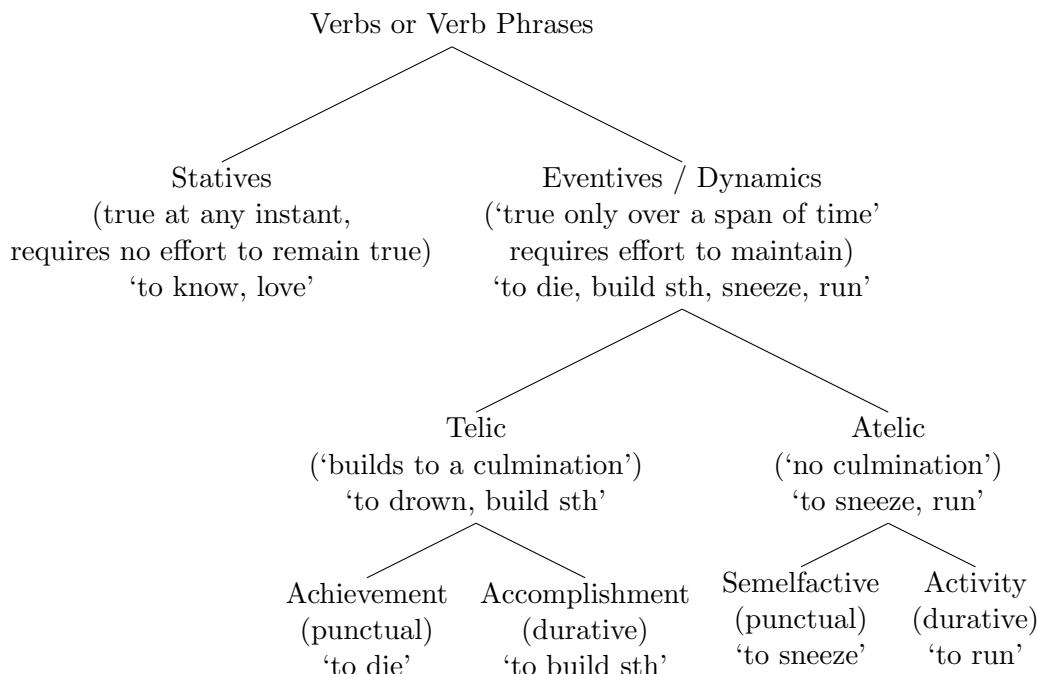 Verbs or Verb Phrases
Statives
(true at any instant,
requires no effort to remain true)
‘to know, love’
Eventives / Dynamics
(‘true only over a span of time’
requires effort to maintain)
‘to die, build sth, sneeze, run’
Telic
(‘builds to a culmination’)
‘to drown, build sth’
Atelic
(‘no culmination’)
‘to sneeze, run’
Achievement
(punctual)
‘to die’
Accomplishment
(durative)
‘to build sth’
Semelfactive
(punctual)
‘to sneeze’
Activity
(durative)
‘to run’